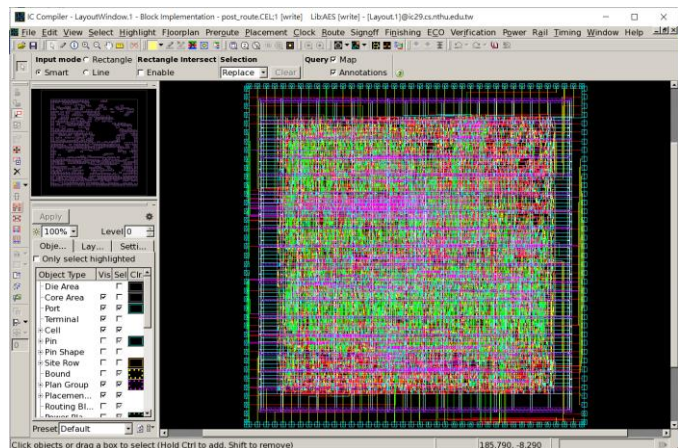 IC Compiler - LayoutWindow.1 - Block Implementation - post_route.CEL;1 [write]   Lib:AES [write] - [Layout.1]@ic29.cs.nthu.edu.tw
File Edit View Select Highlight Floorplan Preroute Placement Clock Route Signoff Finishing ECO Verification Power Rail Timing Window Help
Input mode Rectangle Rectangle Intersect Selection Query Map
Smart Line Enable Replace Clear Annotations
Apply
100% Level 0
Obje... Lay... Setti...
Only select highlighted
Object Type Vis Sel Clr
Die Area
Core Area
Port
Terminal
Cell
Pin
Pin Shape
Site Row
Bound
Plan Group
Placemen...
Routing Bl...
Preset Default
Click objects or drag a box to select (Hold Ctrl to add, Shift to remove) 185.790, -8.290